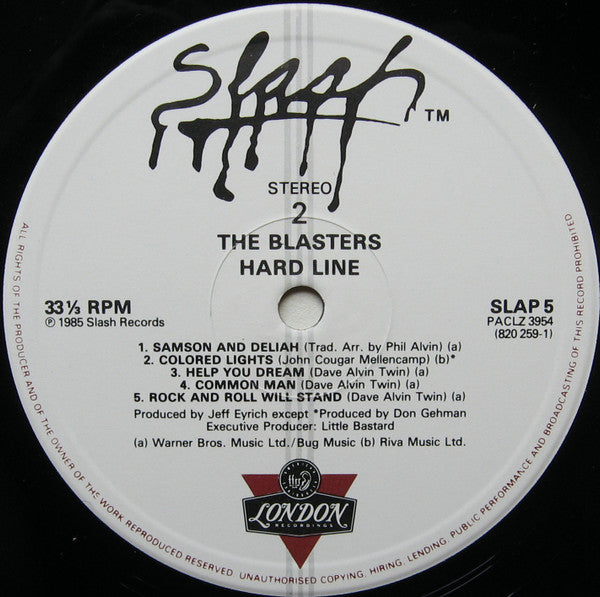 Slash TM
STEREO
2
THE BLASTERS
HARD LINE
33⅓ RPM
℗ 1985 Slash Records
SLAP 5
PACLZ 3954
(820 259-1)
1. SAMSON AND DELIAH (Trad. Arr. by Phil Alvin) (a)
2. COLORED LIGHTS (John Cougar Mellencamp) (b)*
3. HELP YOU DREAM (Dave Alvin Twin) (a)
4. COMMON MAN (Dave Alvin Twin) (a)
5. ROCK AND ROLL WILL STAND (Dave Alvin Twin) (a)
Produced by Jeff Eyrich except *Produced by Don Gehman
Executive Producer: Little Bastard
(a) Warner Bros. Music Ltd./Bug Music (b) Riva Music Ltd.
LONDON
RECORDINGS
ALL RIGHTS OF THE PRODUCER AND OF THE OWNER OF THE WORK REPRODUCED RESERVED. UNAUTHORISED COPYING, HIRING, LENDING, PUBLIC PERFORMANCE AND BROADCASTING OF THIS RECORD PROHIBITED